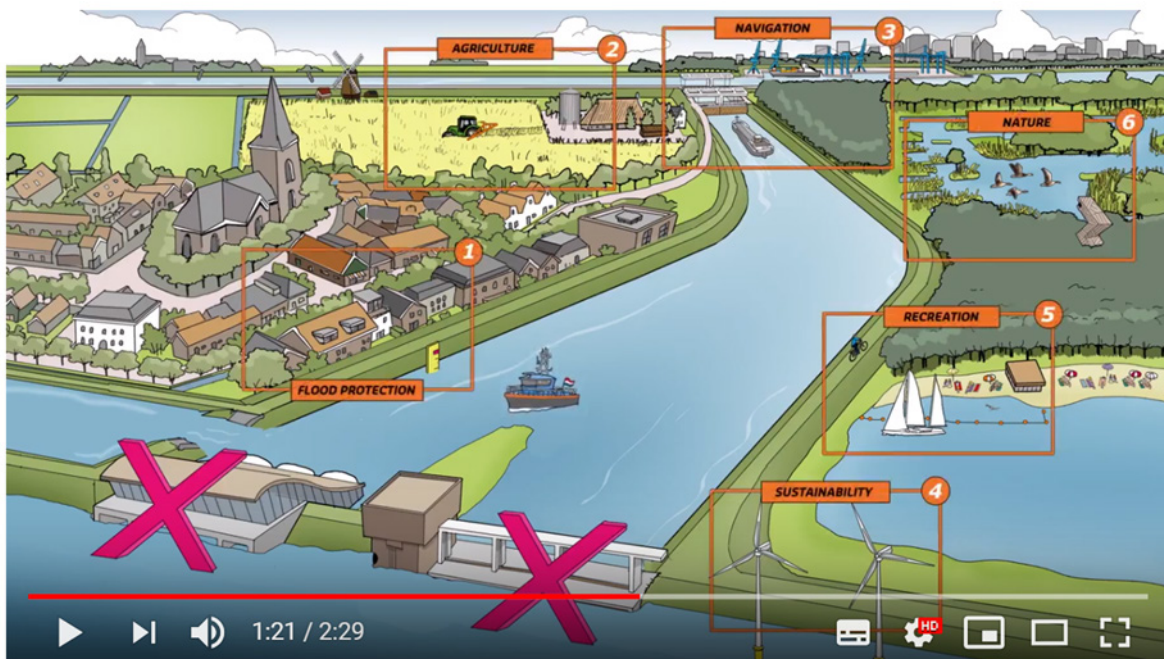 NAVIGATION
3
AGRICULTURE
2
NATURE
6
1
FLOOD PROTECTION
RECREATION
5
SUSTAINABILITY
4
1:21 / 2:29
HD